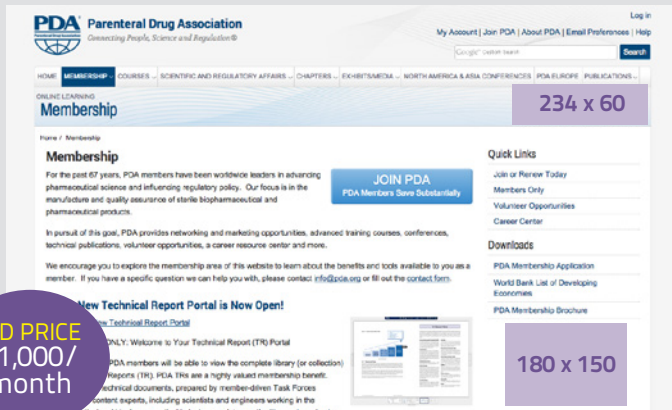 Log in
PDA
Parenteral Drug Association
Connecting People, Science and Regulation®
My Account | Join PDA | About PDA | Email Preferences | Help
Google™ Custom Search
Search
HOME MEMBERSHIP COURSES SCIENTIFIC AND REGULATORY AFFAIRS CHAPTERS EXHIBITS/MEDIA NORTH AMERICA & ASIA CONFERENCES PDA EUROPE PUBLICATIONS
ONLINE LEARNING
Membership
234 x 60
Home / Membership
Membership
For the past 67 years, PDA members have been worldwide leaders in advancing
pharmaceutical science and influencing regulatory policy. Our focus is in the
manufacture and quality assurance of sterile biopharmaceutical and
pharmaceutical products.
JOIN PDA
PDA Members Save Substantially
In pursuit of this goal, PDA provides networking and marketing opportunities, advanced training courses, conferences,
technical publications, volunteer opportunities, a career resource center and more.
We encourage you to explore the membership area of this website to learn about the benefits and tools available to you as a
member. If you have a specific question we can help you with, please contact info@pda.org or fill out the contact form.
New Technical Report Portal is Now Open!
New Technical Report Portal
ONLY: Welcome to Your Technical Report (TR) Portal
PDA members will be able to view the complete library (or collection)
Reports (TR). PDA TRs are a highly valued membership benefit.
technical documents, prepared by member-driven Task Forces
content experts, including scientists and engineers working in the
Quick Links
Join or Renew Today
Members Only
Volunteer Opportunities
Career Center
Downloads
PDA Membership Application
World Bank List of Developing
Economies
PDA Membership Brochure
180 x 150
D PRICE
1,000/
month